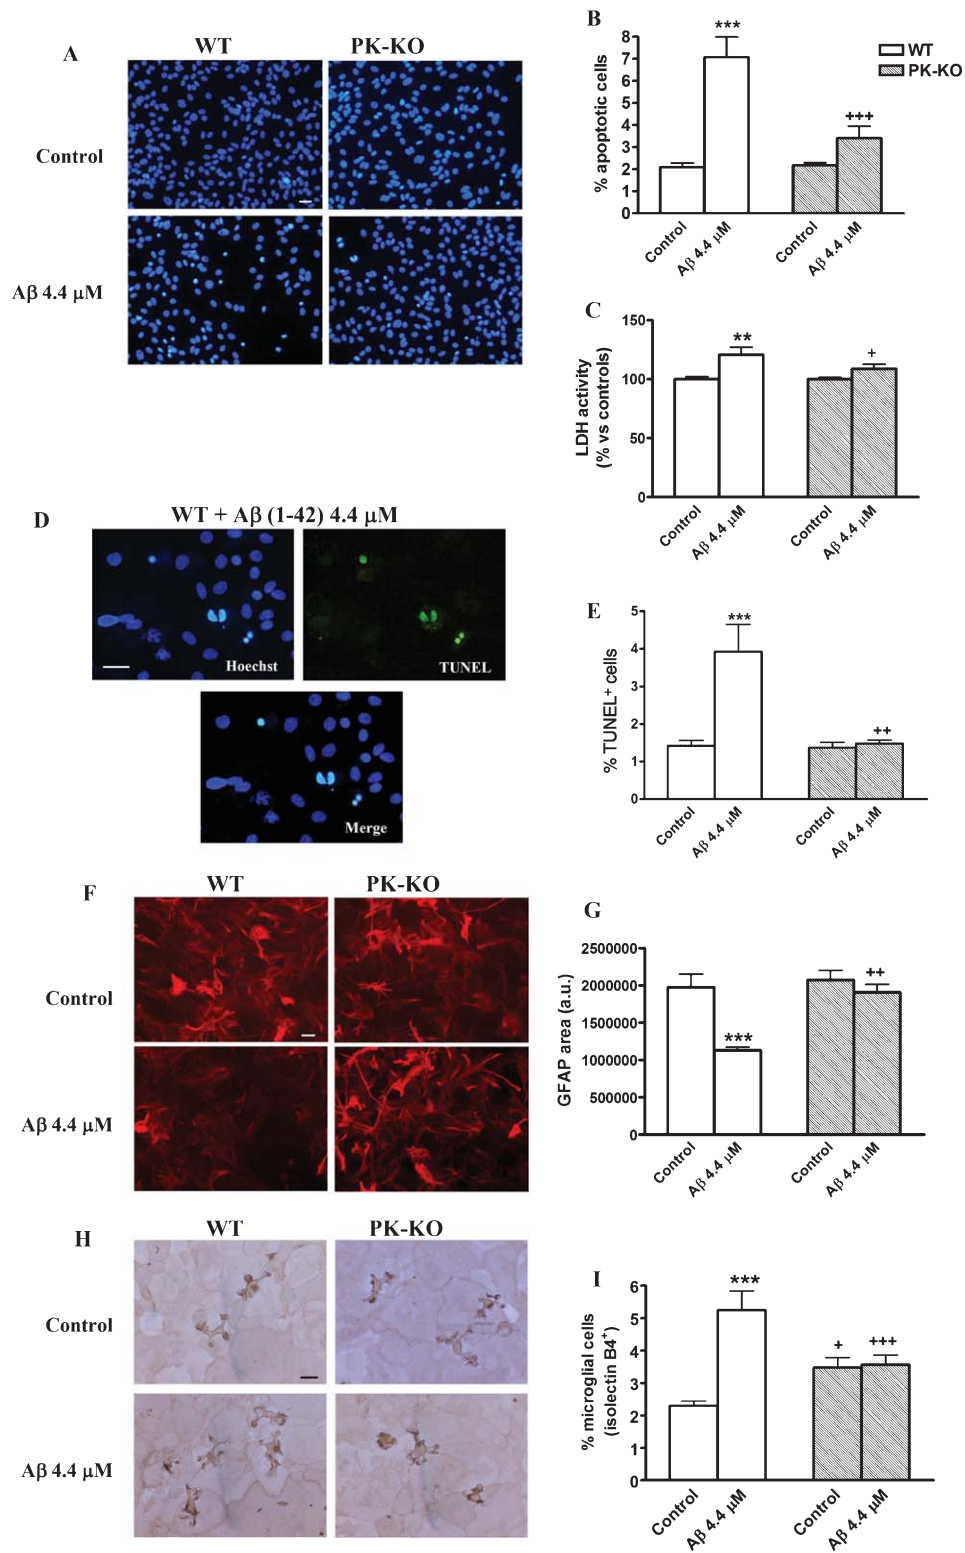 A
WT
PK-KO
Control
Aβ 4.4 μM
B
% apoptotic cells
8
7
6
5
4
3
2
1
0
***
+++
Control
Aβ 4.4 μM
Control
Aβ 4.4 μM
WT
PK-KO
C
LDH activity
(% vs controls)
150
100
50
0
**
+
Control
Aβ 4.4 μM
Control
Aβ 4.4 μM
D
WT + Aβ (1-42) 4.4 μM
Hoechst
TUNEL
Merge
E
% TUNEL+ cells
5
4
3
2
1
0
***
++
Control
Aβ 4.4 μM
Control
Aβ 4.4 μM
F
WT
PK-KO
Control
Aβ 4.4 μM
G
GFAP area (a.u.)
2500000
2000000
1500000
1000000
500000
0
***
++
Control
Aβ 4.4 μM
Control
Aβ 4.4 μM
H
WT
PK-KO
Control
Aβ 4.4 μM
I
% microglial cells
(isolectin B4+)
6
5
4
3
2
1
0
***
+
+++
Control
Aβ 4.4 μM
Control
Aβ 4.4 μM